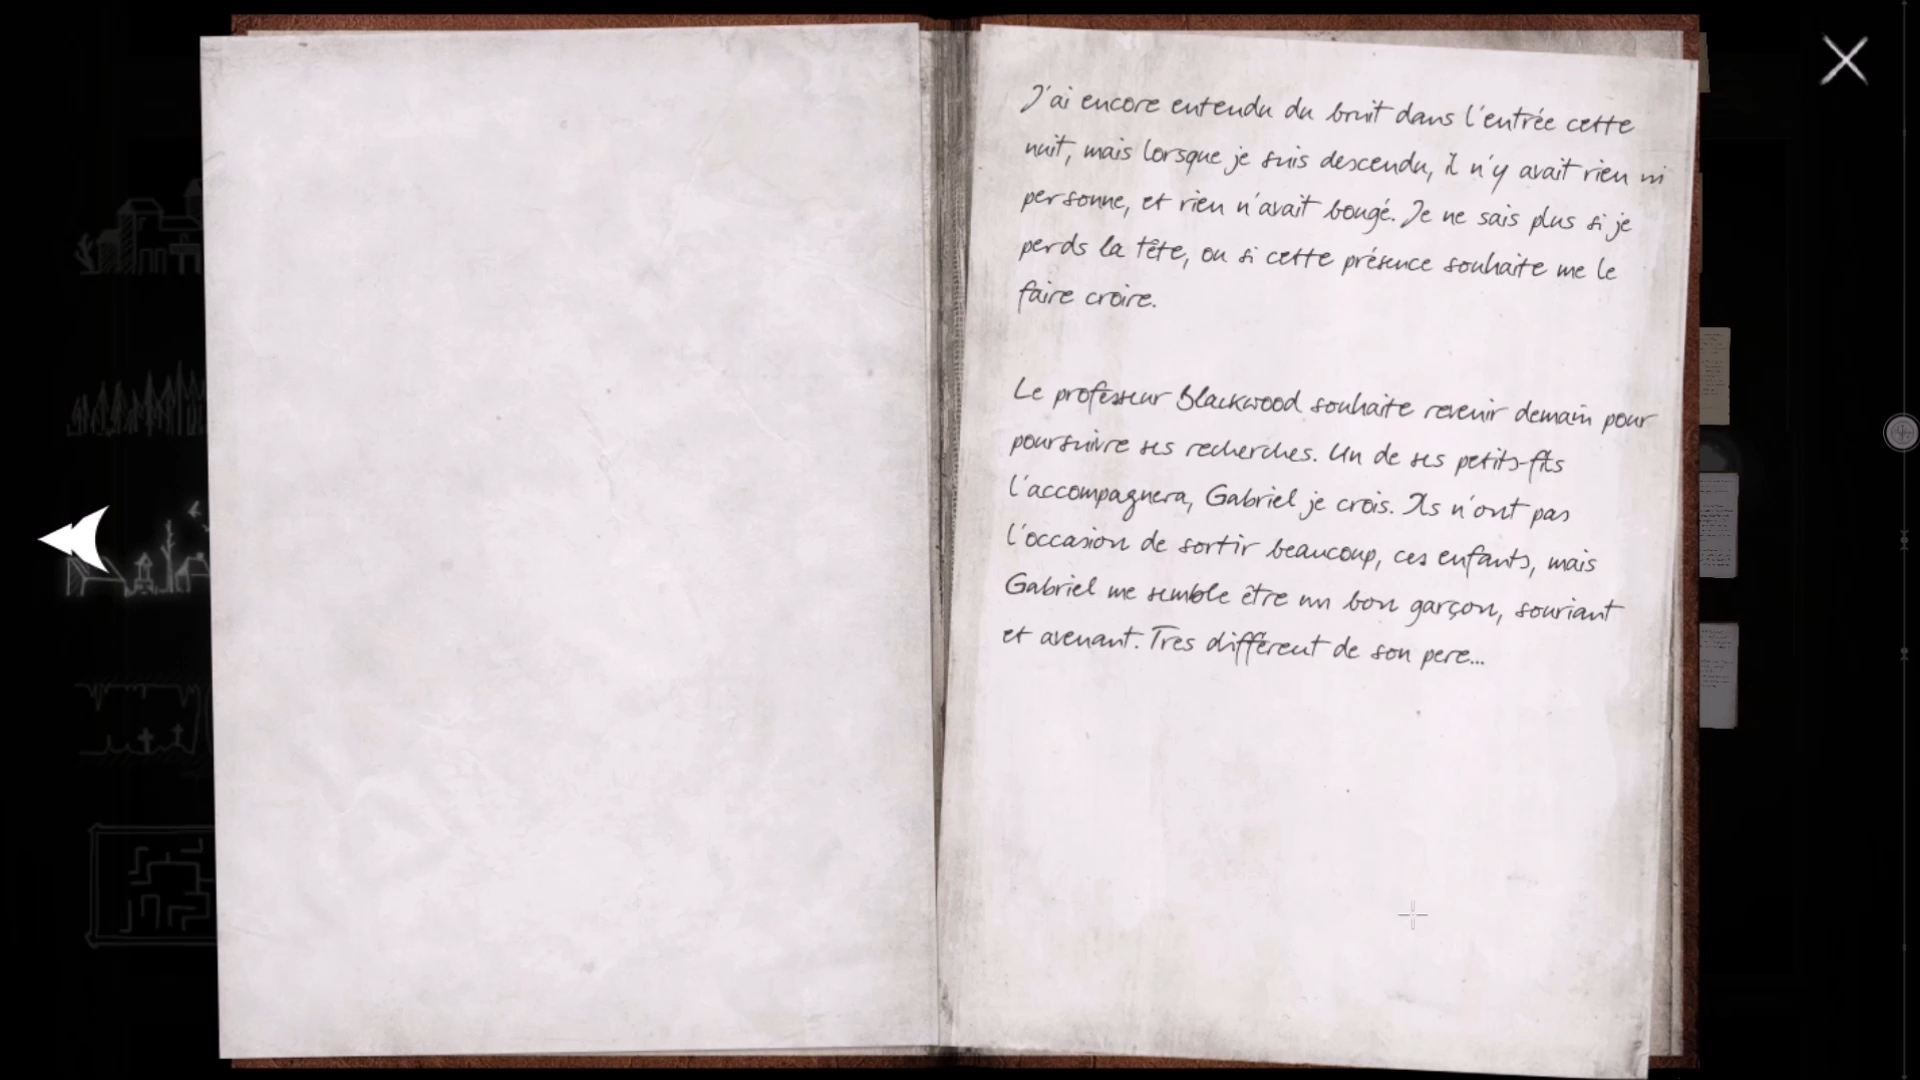 J'ai encore entendu du bruit dans l'entrée cette
nuit, mais lorsque je suis descendu, il n'y avait rien ni
personne, et rien n'avait bougé. Je ne sais plus si je
perds la tête, ou si cette présence souhaite me le
faire croire.
Le professeur Blackwood souhaite revenir demain pour
poursuivre ses recherches. Un de ses petits-fils
l'accompagnera, Gabriel je crois. Ils n'ont pas
l'occasion de sortir beaucoup, ces enfants, mais
Gabriel me semble être un bon garçon, souriant
et avenant. Tres différent de son pere...